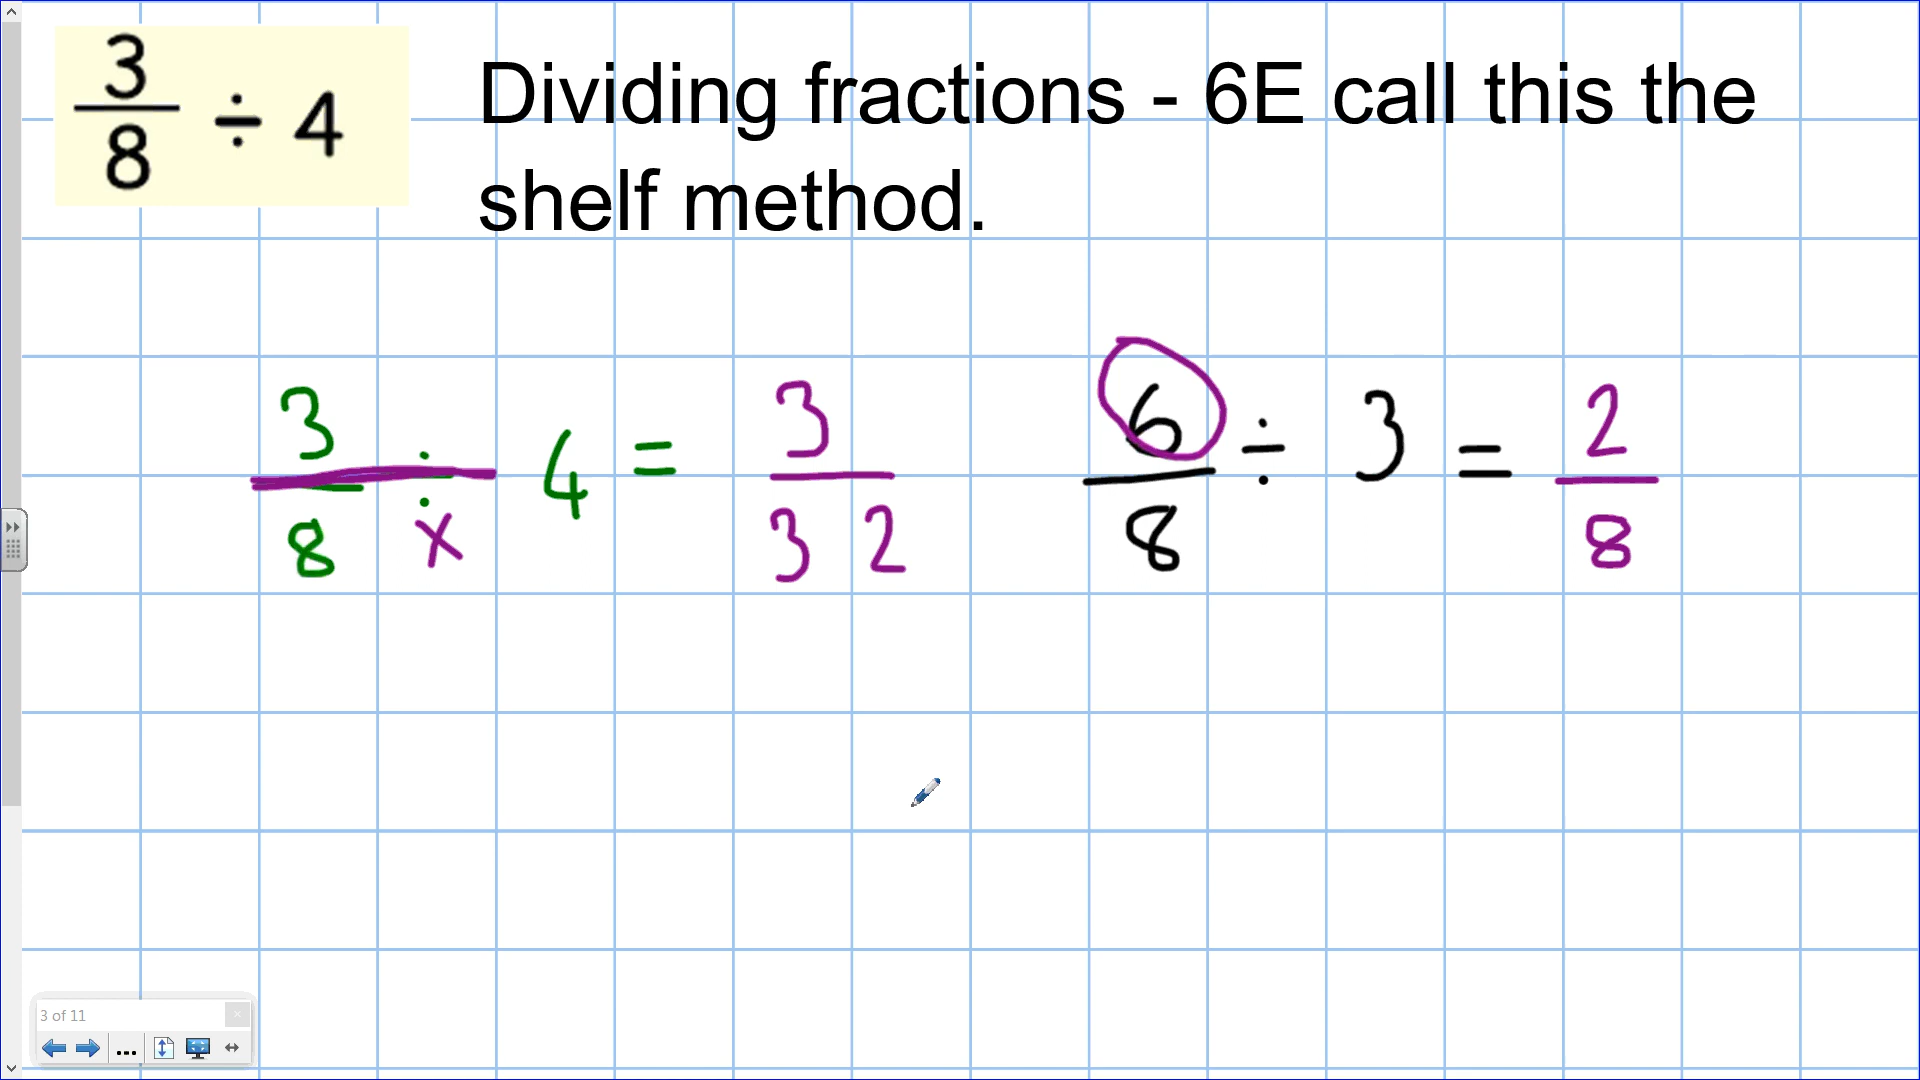 3/8 ÷ 4
Dividing fractions - 6E call this the
shelf method.
3/8 ÷ x 4 = 3/32
6/8 ÷ 3 = 2/8
3 of 11